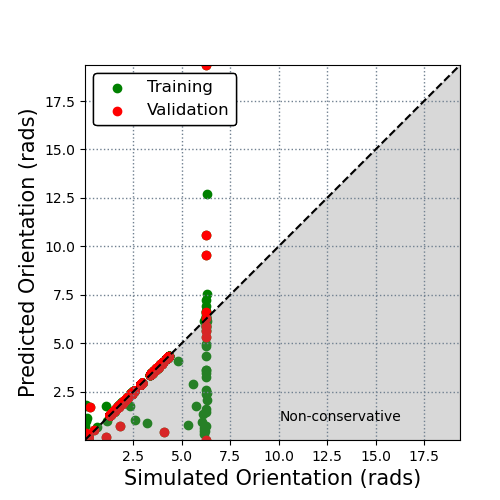 Training
Validation
17.5
15.0
12.5
10.0
7.5
5.0
2.5
Predicted Orientation (rads)
Non-conservative
2.5 5.0 7.5 10.0 12.5 15.0 17.5
Simulated Orientation (rads)